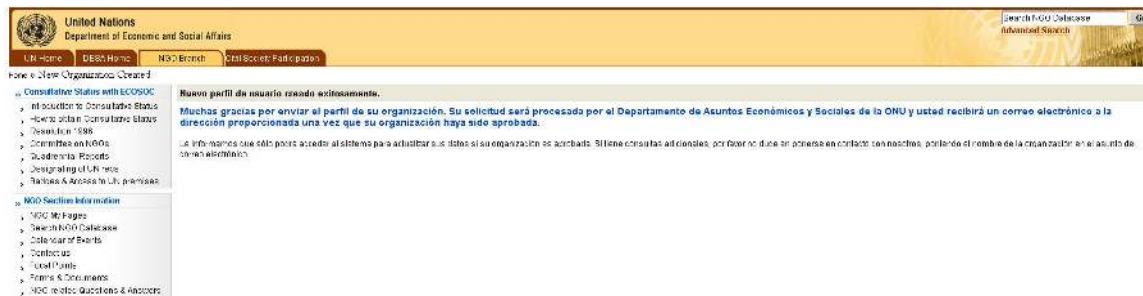 United Nations
Department of Economic and Social Affairs
Search NGO Database
Advanced Search
UN Home
DESA Home
NGO Branch
Civil Society Participation
Home » New Organization Created
Consultative Status with ECOSOC
Introduction to Consultative Status
How to obtain Consultative Status
Resolution 1996
Committee on NGOs
Quadrennial Reports
Designating of UN reps
Badges & Access to UN premises
NGO Section Information
NGO My Pages
Search NGO Database
Calendar of Events
Contact us
Focal Points
Forms & Documents
NGO related Questions & Answers
Nuevo perfil de usuario creado exitosamente.
Muchas gracias por enviar el perfil de su organización. Su solicitud será procesada por el Departamento de Asuntos Económicos y Sociales de la ONU y usted recibirá un correo electrónico a la
dirección proporcionada una vez que su organización haya sido aprobada.
Le informamos que sólo podrá acceder al sistema para actualizar sus datos si su organización es aprobada. Si tiene consultas adicionales, por favor no dude en ponerse en contacto con nosotros, poniendo el nombre de la organización en el asunto de
correo electrónico.